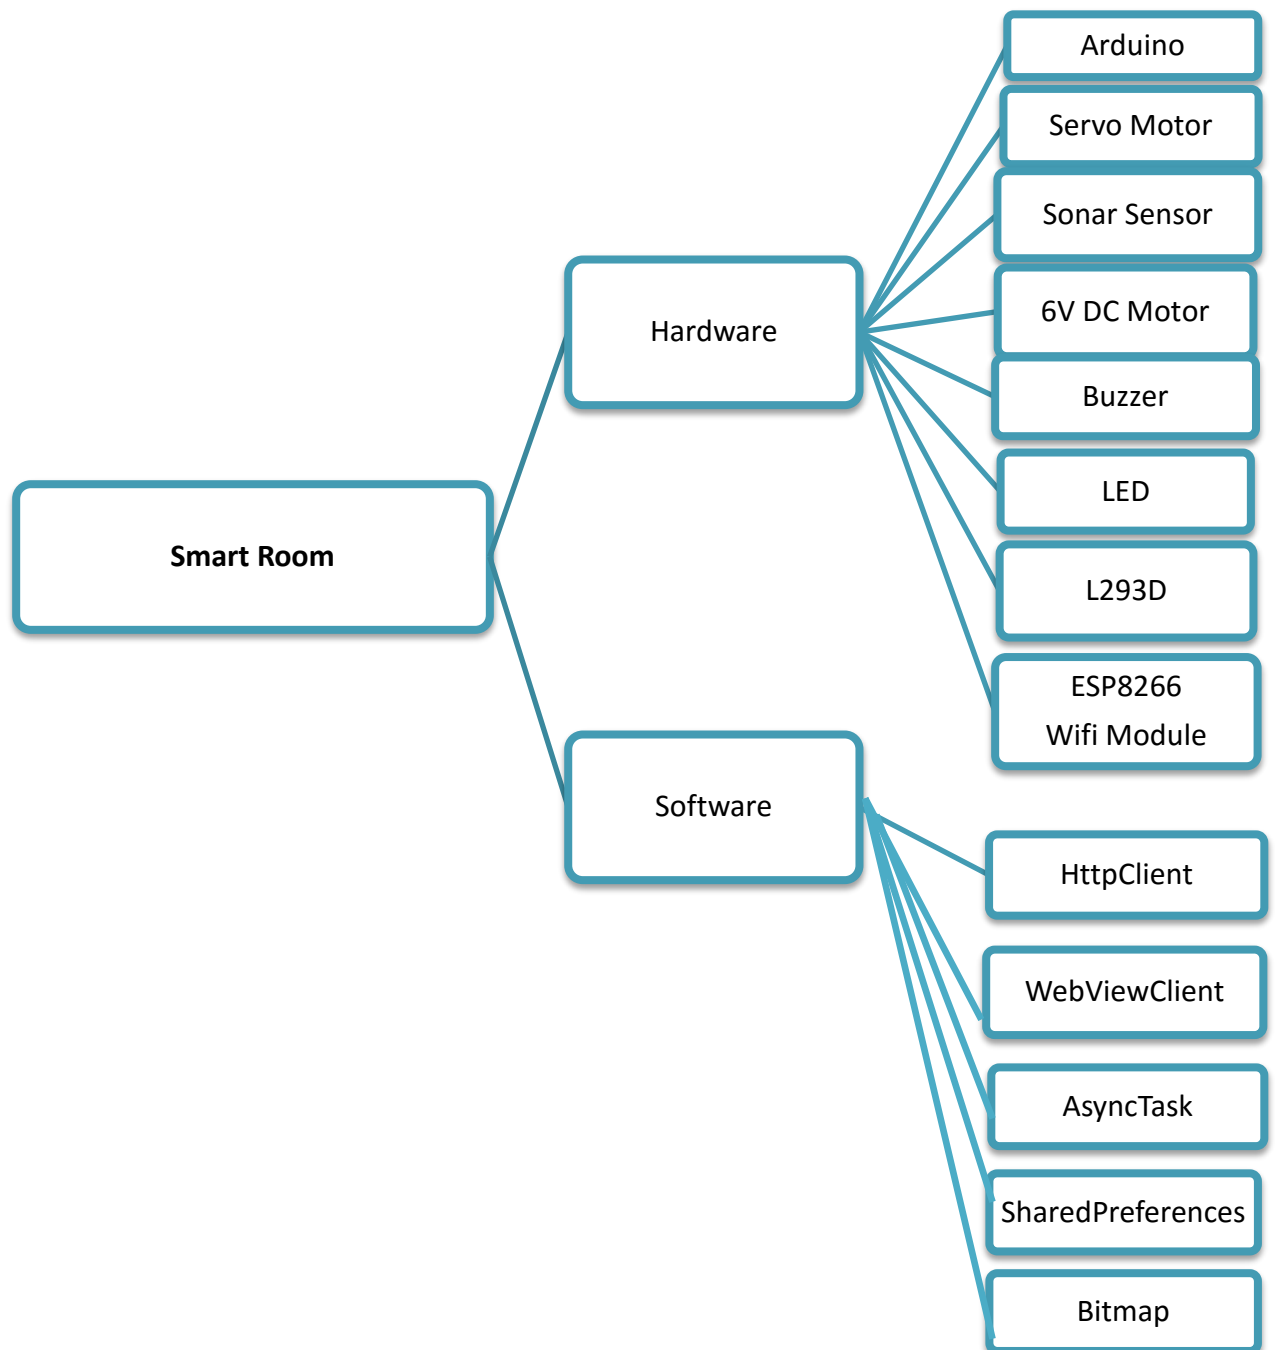 Smart Room
Hardware
Arduino
Servo Motor
Sonar Sensor
6V DC Motor
Buzzer
LED
L293D
ESP8266
Wifi Module
Software
HttpClient
WebViewClient
AsyncTask
SharedPreferences
Bitmap